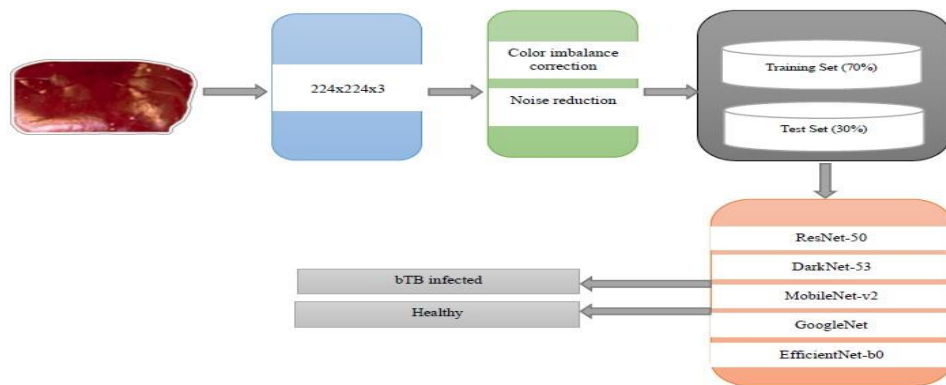 224x224x3
Color imbalance
correction
Noise reduction
Training Set (70%)
Test Set (30%)
ResNet-50
DarkNet-53
MobileNet-v2
GoogleNet
EfficientNet-b0
bTB infected
Healthy